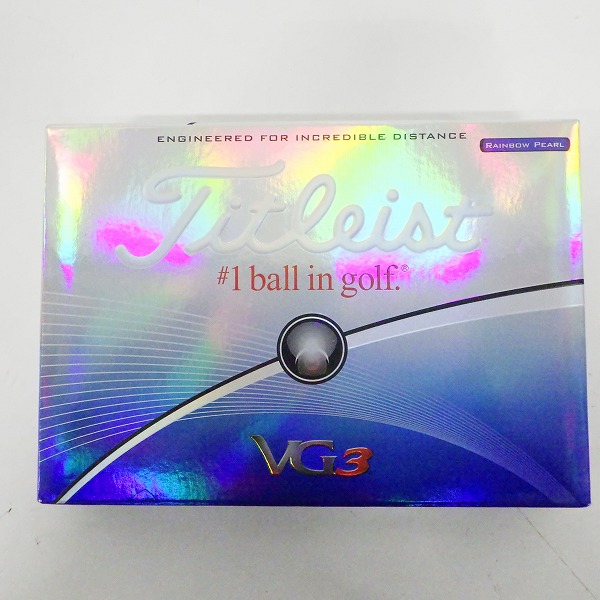 ENGINEERED FOR INCREDIBLE DISTANCE
RAINBOW PEARL
Titleist
#1 ball in golf.®
VG3